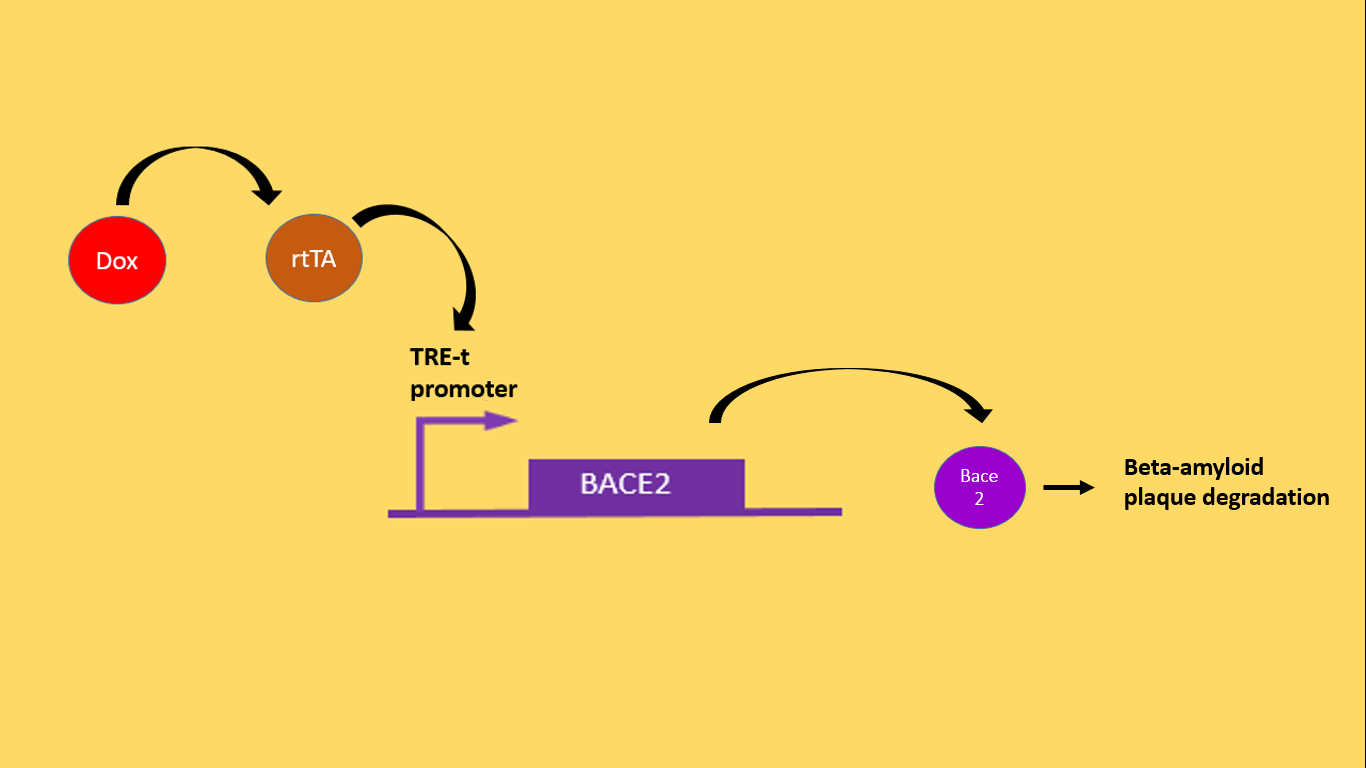 Dox
rtTA
TRE-t
promoter
BACE2
Bace
2
Beta-amyloid
plaque degradation